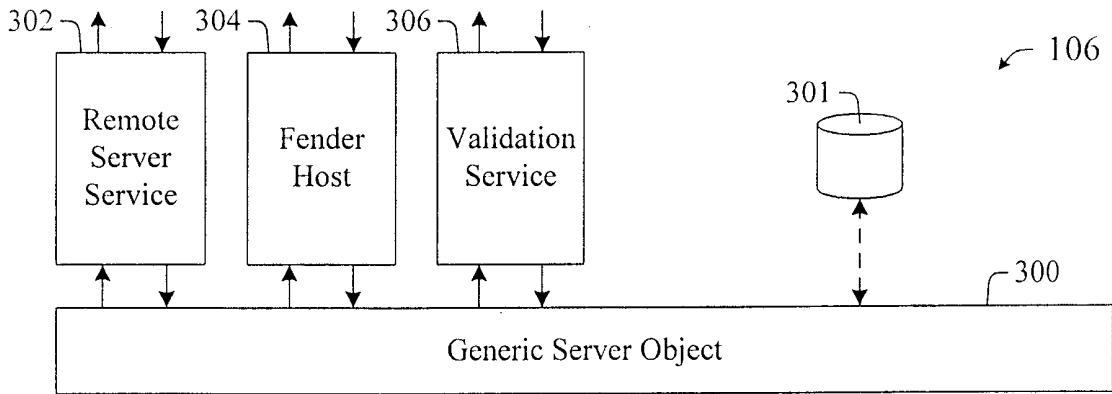 302
304
306
106
301
Remote
Server
Service
Fender
Host
Validation
Service
300
Generic Server Object